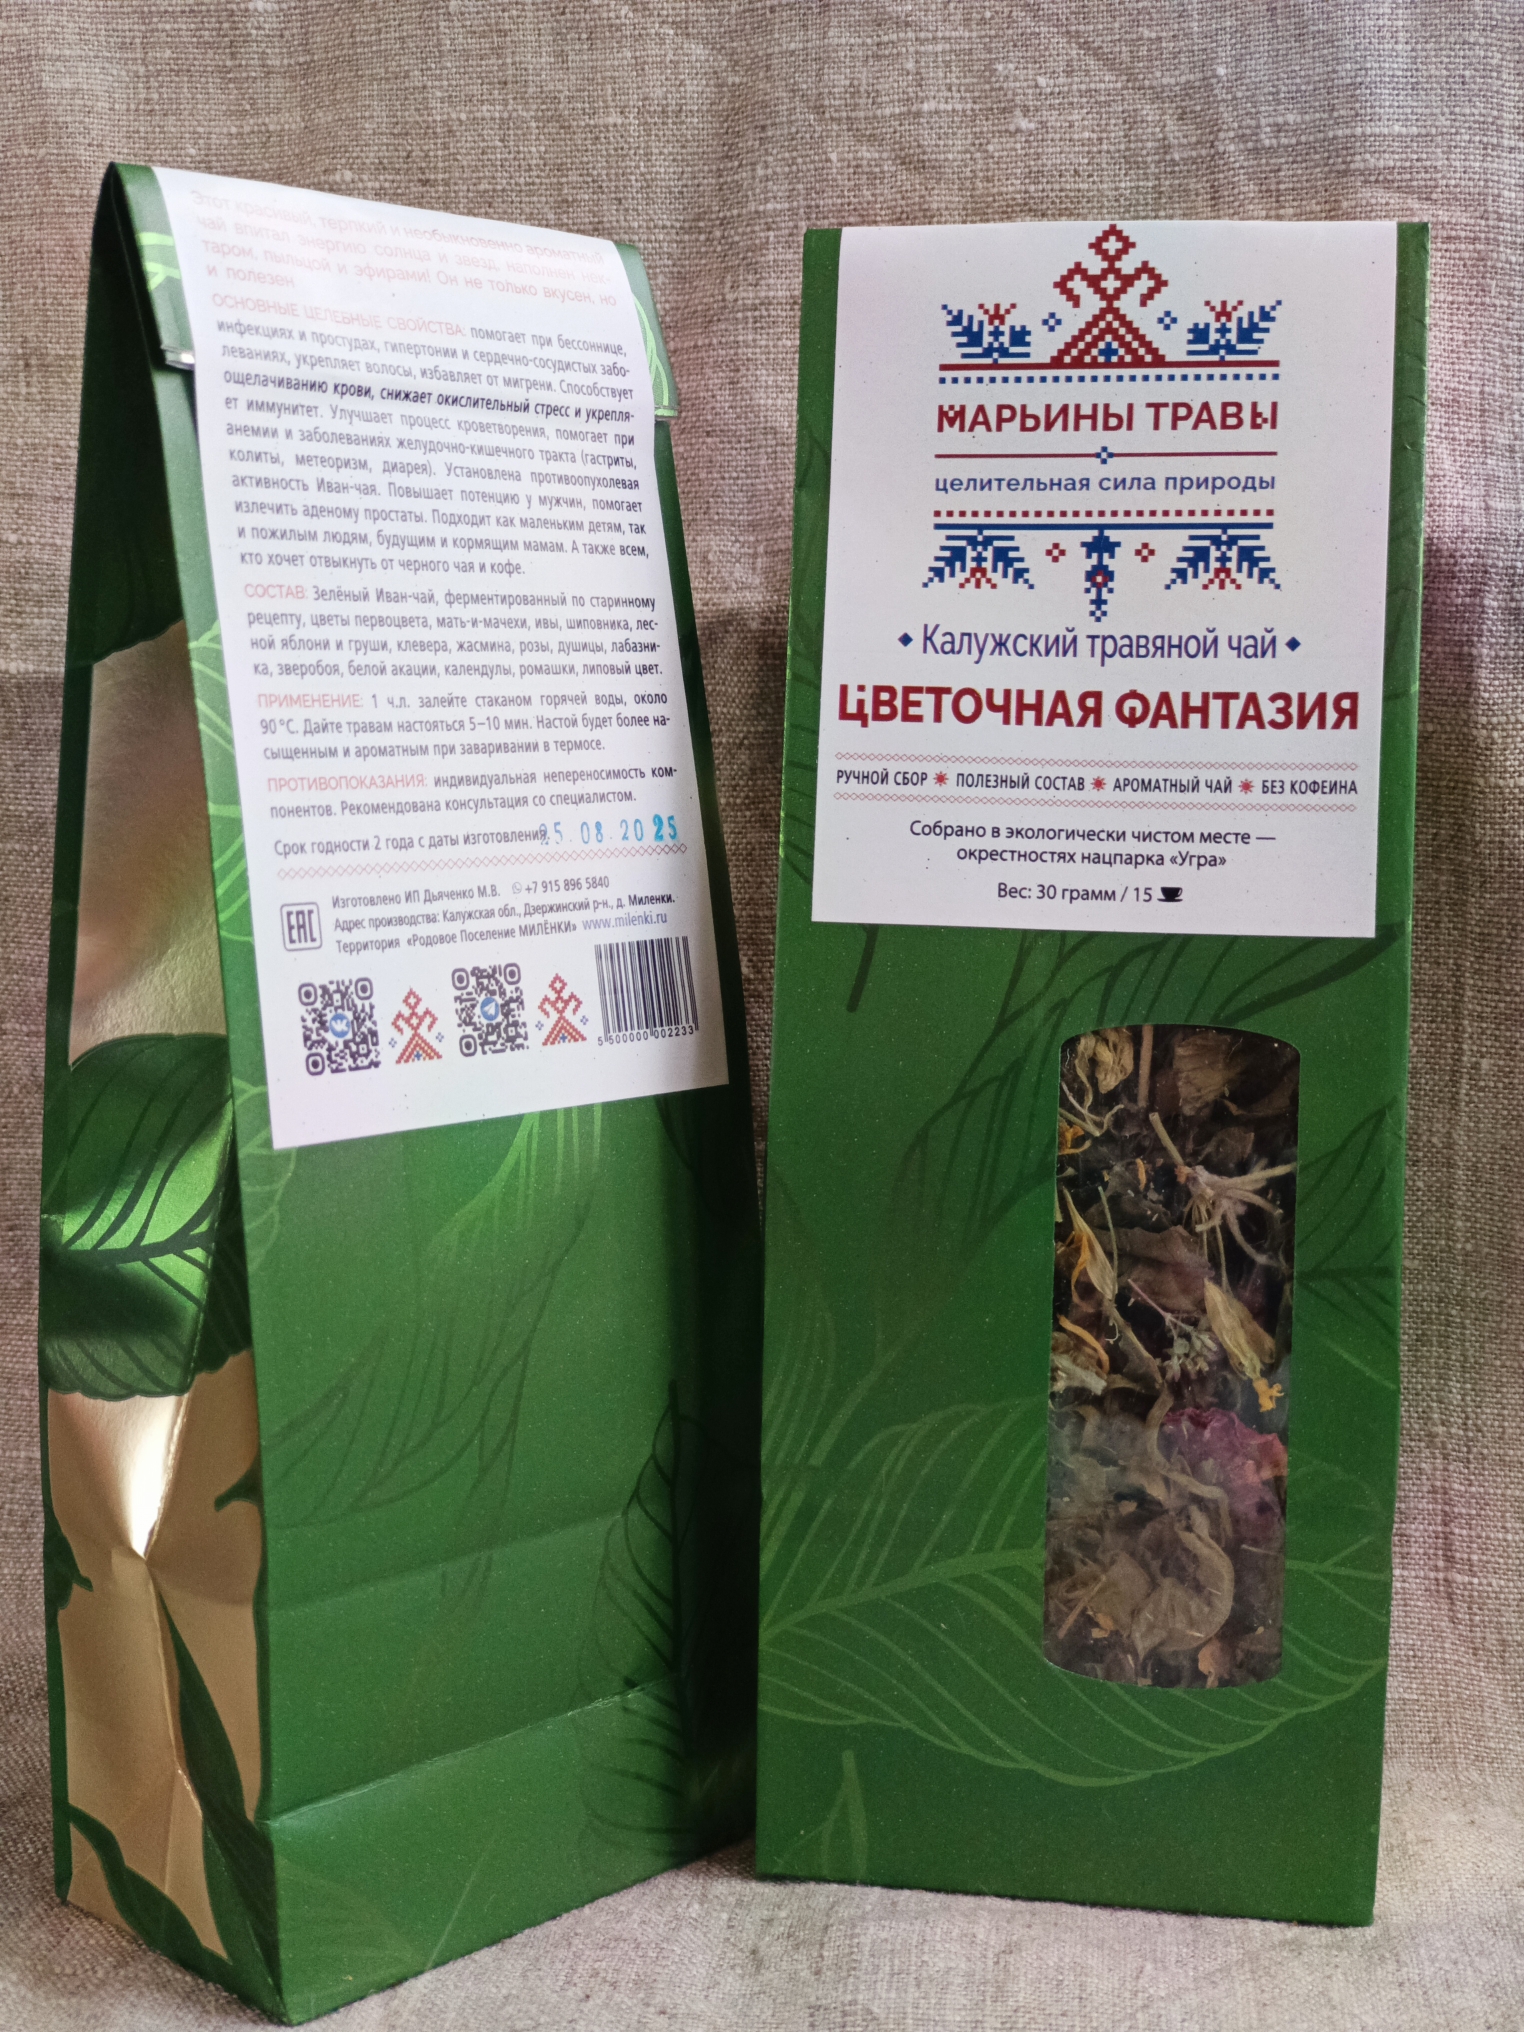 Этот красивый, терпкий и необыкновенно ароматный
чай впитал энергию солнца и звезд, наполнен нек-
таром, пыльцой и эфирами! Он не только вкусен, но
и полезен
ОСНОВНЫЕ ЦЕЛЕБНЫЕ СВОЙСТВА: помогает при бессоннице,
инфекциях и простудах, гипертонии и сердечно-сосудистых забо-
леваниях, укрепляет волосы, избавляет от мигрени. Способствует
ощелачиванию крови, снижает окислительный стресс и укрепля-
ет иммунитет. Улучшает процесс кроветворения, помогает при
анемии и заболеваниях желудочно-кишечного тракта (гастриты,
колиты, метеоризм, диарея). Установлена противоопухолевая
активность Иван-чая. Повышает потенцию у мужчин, помогает
излечить аденому простаты. Подходит как маленьким детям, так
и пожилым людям, будущим и кормящим мамам. А также всем,
кто хочет отвыкнуть от черного чая и кофе.
СОСТАВ: Зелёный Иван-чай, ферментированный по старинному
рецепту, цветы первоцвета, мать-и-мачехи, ивы, шиповника, лес-
ной яблони и груши, клевера, жасмина, розы, душицы, лабазни-
ка, зверобоя, белой акации, календулы, ромашки, липовый цвет.
ПРИМЕНЕНИЕ: 1 ч.л. залейте стаканом горячей воды, около
90°С. Дайте травам настояться 5–10 мин. Настой будет более на-
сыщенным и ароматным при заваривании в термосе.
ПРОТИВОПОКАЗАНИЯ: индивидуальная непереносимость ком-
понентов. Рекомендована консультация со специалистом.
Срок годности 2 года с даты изготовления 25.08.2025
Изготовлено ИП Дьяченко М.В. +7 915 896 5840
Адрес производства: Калужская обл., Дзержинский р-н., д. Миленки.
Территория «Родовое Поселение МИЛЁНКИ» www.milenki.ru
ЕАС
5 500000 002233
МАРЬИНЫ ТРАВЫ
целительная сила природы
Калужский травяной чай
ЦВЕТОЧНАЯ ФАНТАЗИЯ
РУЧНОЙ СБОР ПОЛЕЗНЫЙ СОСТАВ АРОМАТНЫЙ ЧАЙ БЕЗ КОФЕИНА
Собрано в экологически чистом месте —
окрестностях нацпарка «Угра»
Вес: 30 грамм / 15